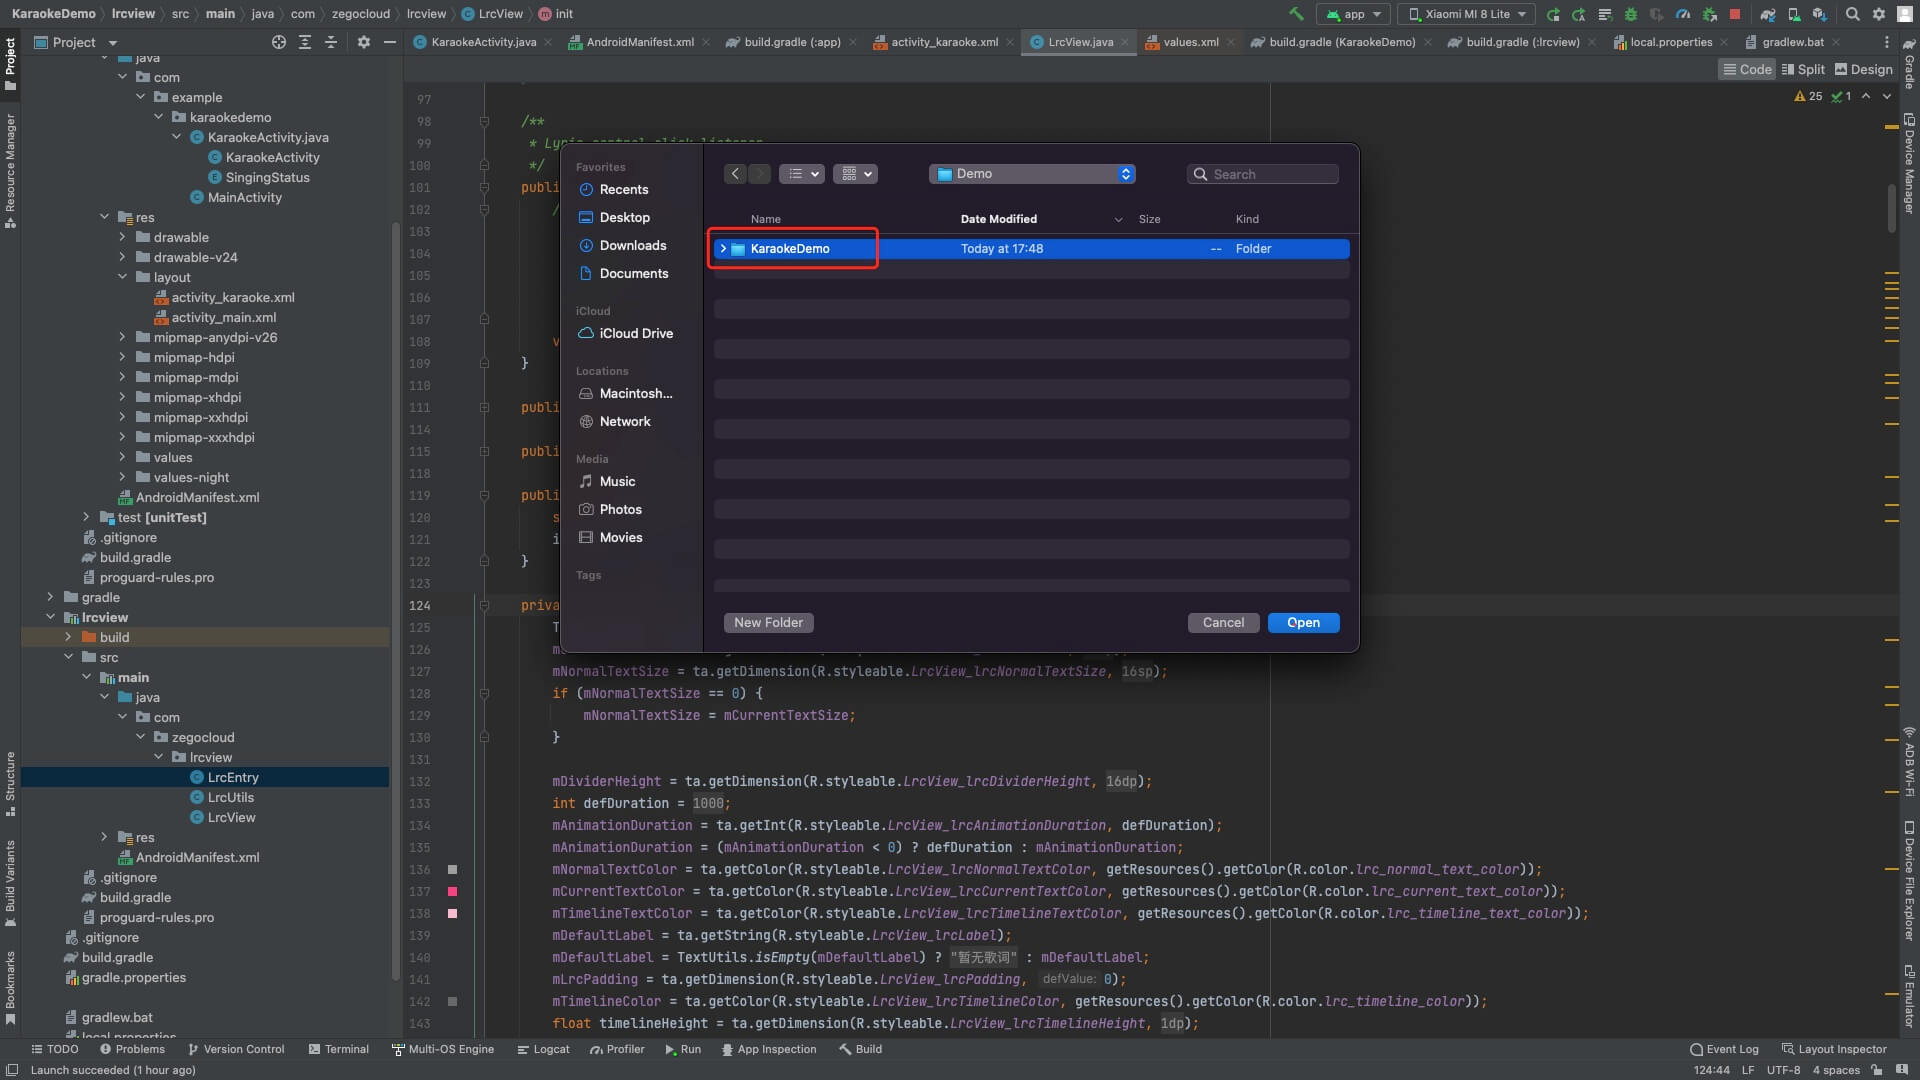 KaraokeDemo lrcview src main java com zegocloud lrcview LrcView init
app Xiaomi MI 8 Lite
Project
KaraokeActivity.java AndroidManifest.xml build.gradle (:app) activity_karaoke.xml LrcView.java values.xml build.gradle (KaraokeDemo) build.gradle (:lrcview) local.properties gradlew.bat
Code Split Design
25 1
Project
Resource Manager
Structure
Build Variants
Bookmarks
java
com
example
karaokedemo
KaraokeActivity.java
KaraokeActivity
SingingStatus
MainActivity
res
drawable
drawable-v24
layout
activity_karaoke.xml
activity_main.xml
mipmap-anydpi-v26
mipmap-hdpi
mipmap-mdpi
mipmap-xhdpi
mipmap-xxhdpi
mipmap-xxxhdpi
values
values-night
AndroidManifest.xml
test [unitTest]
.gitignore
build.gradle
proguard-rules.pro
gradle
lrcview
build
src
main
java
com
zegocloud
lrcview
LrcEntry
LrcUtils
LrcView
res
AndroidManifest.xml
.gitignore
build.gradle
proguard-rules.pro
.gitignore
build.gradle
gradle.properties
gradlew.bat
local.properties
97
98 /**
99 * Lyric control click listener
100 */
101 publi
102 /
103
104
105
106
107
108 v
109 }
110
111 publi
114
115 publi
118
119 publi
120 s
121 i
122 }
123
124 priva
125 T
126 m
127 mNormalTextSize = ta.getDimension(R.styleable.LrcView_lrcNormalTextSize, 16sp);
128 if (mNormalTextSize == 0) {
129 mNormalTextSize = mCurrentTextSize;
130 }
131
132 mDividerHeight = ta.getDimension(R.styleable.LrcView_lrcDividerHeight, 16dp);
133 int defDuration = 1000;
134 mAnimationDuration = ta.getInt(R.styleable.LrcView_lrcAnimationDuration, defDuration);
135 mAnimationDuration = (mAnimationDuration < 0) ? defDuration : mAnimationDuration;
136 mNormalTextColor = ta.getColor(R.styleable.LrcView_lrcNormalTextColor, getResources().getColor(R.color.lrc_normal_text_color));
137 mCurrentTextColor = ta.getColor(R.styleable.LrcView_lrcCurrentTextColor, getResources().getColor(R.color.lrc_current_text_color));
138 mTimelineTextColor = ta.getColor(R.styleable.LrcView_lrcTimelineTextColor, getResources().getColor(R.color.lrc_timeline_text_color));
139 mDefaultLabel = ta.getString(R.styleable.LrcView_lrcLabel);
140 mDefaultLabel = TextUtils.isEmpty(mDefaultLabel) ? "暂无歌词" : mDefaultLabel;
141 mLrcPadding = ta.getDimension(R.styleable.LrcView_lrcPadding, defValue: 0);
142 mTimelineColor = ta.getColor(R.styleable.LrcView_lrcTimelineColor, getResources().getColor(R.color.lrc_timeline_color));
143 float timelineHeight = ta.getDimension(R.styleable.LrcView_lrcTimelineHeight, 1dp);
Favorites
Recents
Desktop
Downloads
Documents
iCloud
iCloud Drive
Locations
Macintosh...
Network
Media
Music
Photos
Movies
Tags
Demo
Search
Name Date Modified Size Kind
KaraokeDemo Today at 17:48 -- Folder
New Folder Cancel Open
Gradle
Device Manager
ADB Wi-Fi
Device File Explorer
Emulator
TODO Problems Version Control Terminal Multi-OS Engine Logcat Profiler Run App Inspection Build Event Log Layout Inspector
Launch succeeded (1 hour ago) 124:44 LF UTF-8 4 spaces